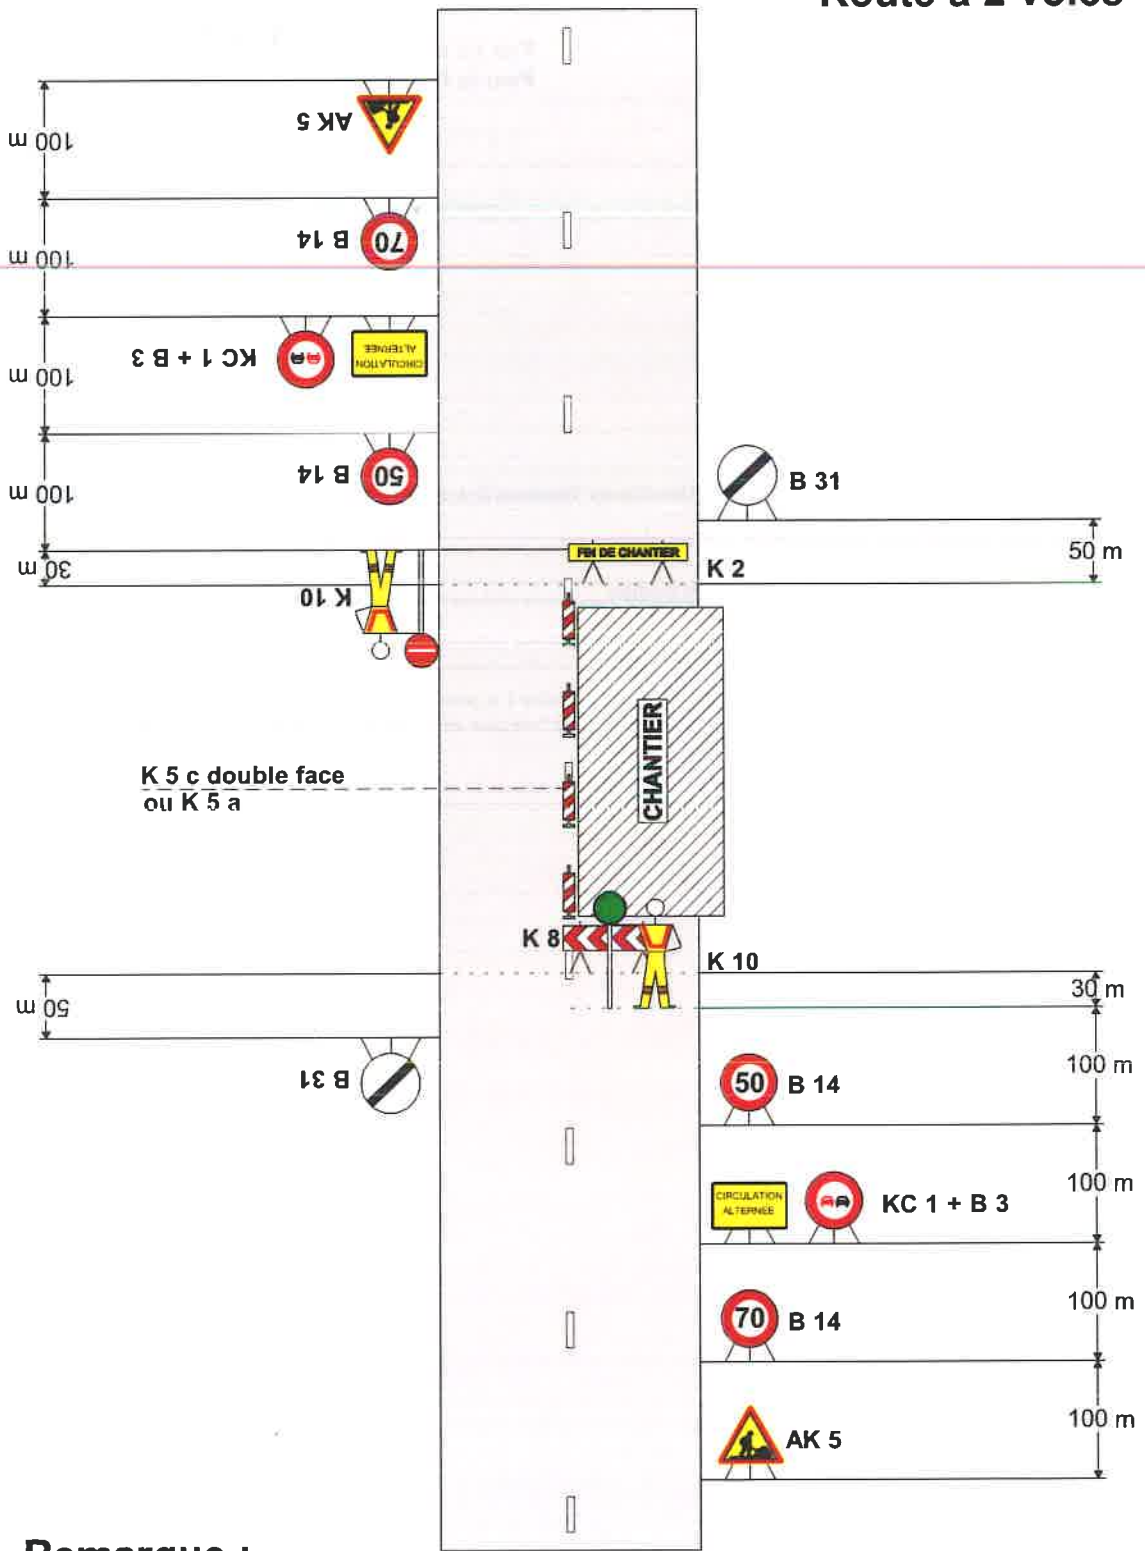 Route à 2 voies
100 m
AK 5
100 m
B 14
70
100 m
KC 1 + B 3
CIRCULATION
ALTERNÉE
100 m
B 14
50
B 31
50 m
30 m
K 10
FIN DE CHANTIER
K 2
CHANTIER
K 5 c double face
ou K 5 a
K 8
K 10
30 m
50 m
B 31
50
B 14
100 m
CIRCULATION
ALTERNÉE
KC 1 + B 3
100 m
70
B 14
100 m
AK 5
100 m
Remarque :